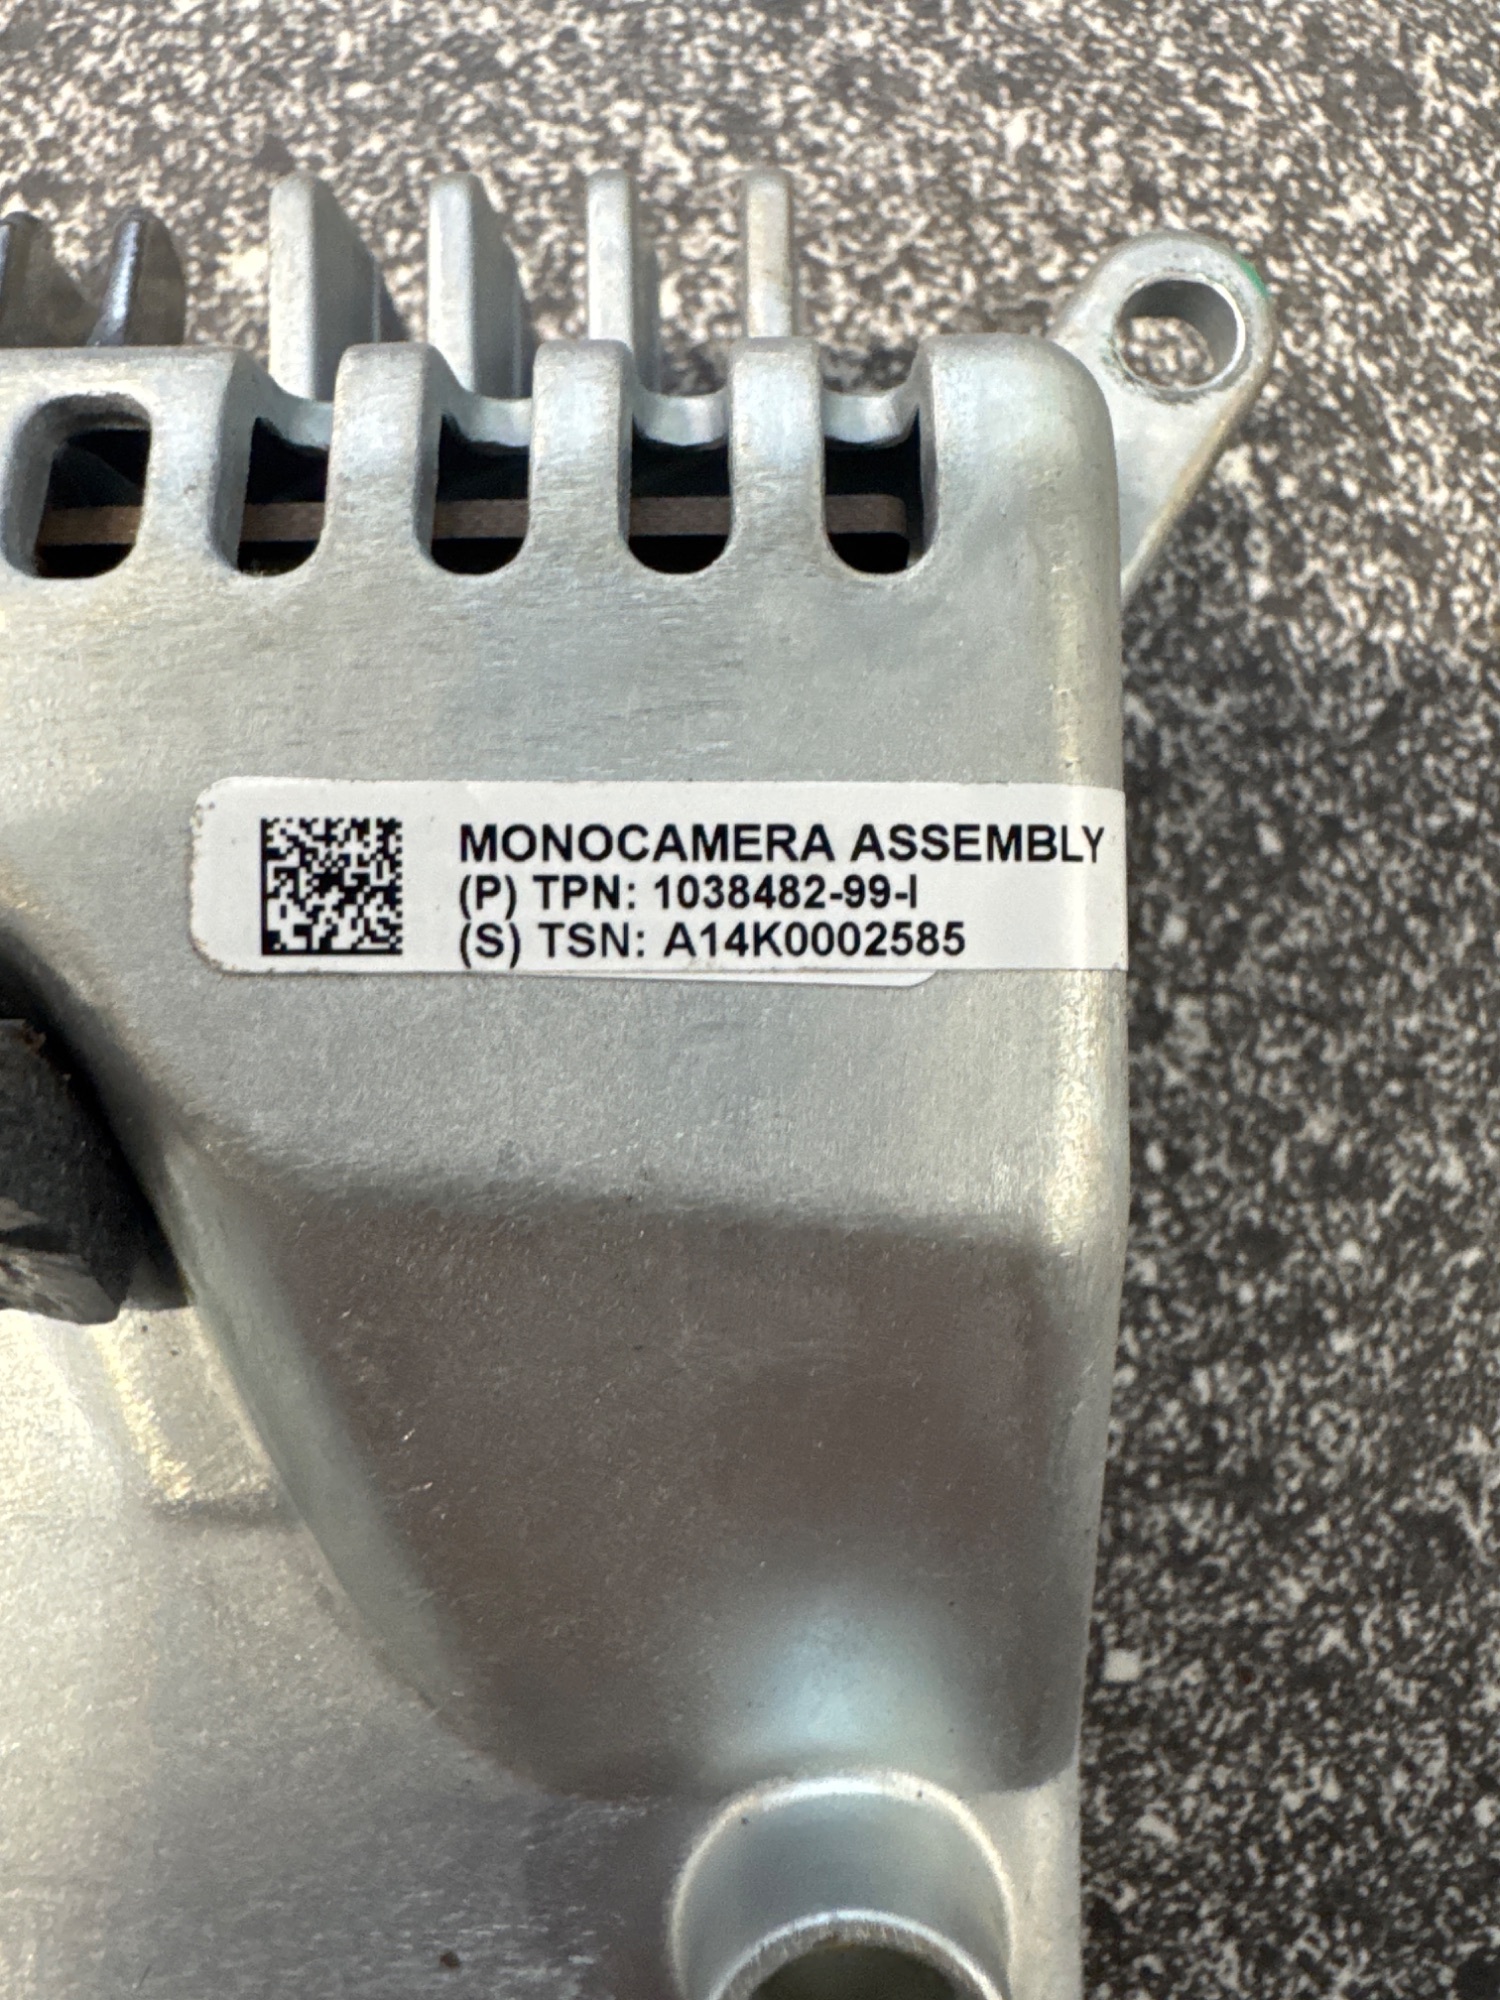 MONOCAMERA ASSEMBLY
(P) TPN: 1038482-99-I
(S) TSN: A14K0002585